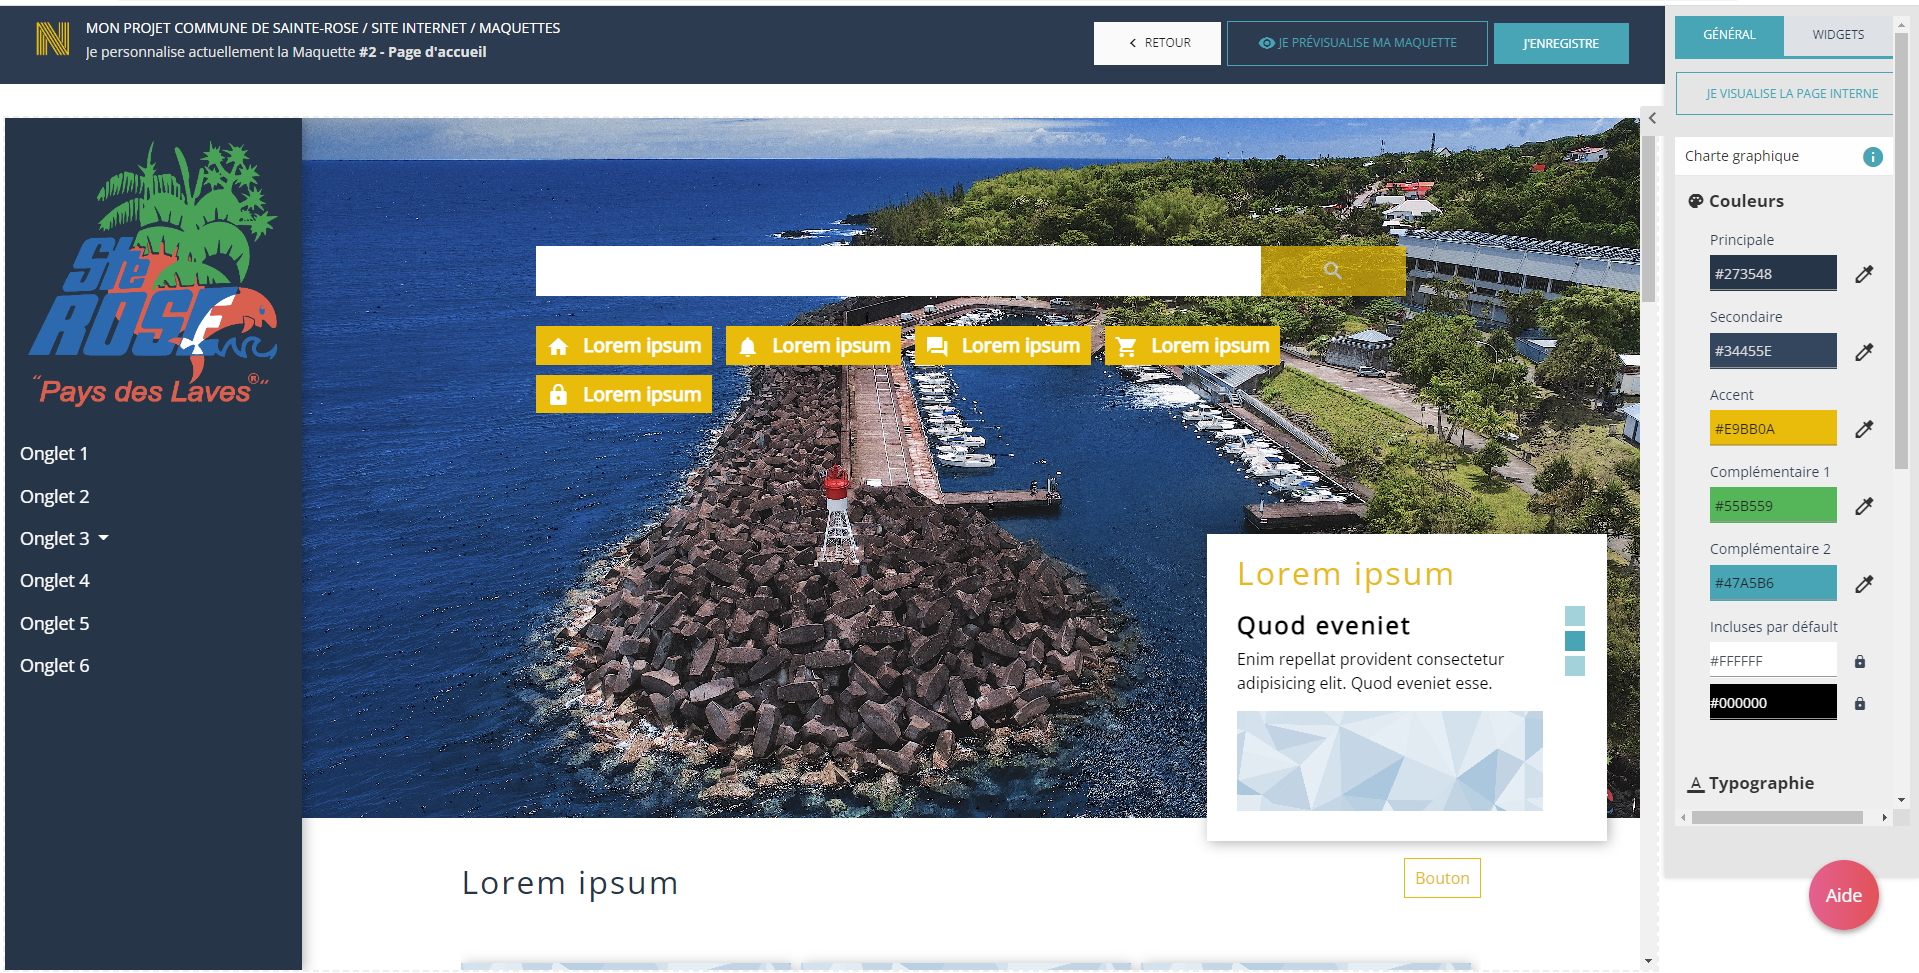 MON PROJET COMMUNE DE SAINTE-ROSE / SITE INTERNET / MAQUETTES
Je personnalise actuellement la Maquette #2 - Page d'accueil
RETOUR
JE PRÉVISUALISE MA MAQUETTE
J'ENREGISTRE
GÉNÉRAL
WIDGETS
JE VISUALISE LA PAGE INTERNE
Charte graphique
Couleurs
Principale
#273548
Secondaire
#34455E
Accent
#E9BB0A
Complémentaire 1
#55B559
Complémentaire 2
#47A5B6
Incluses par défault
#FFFFFF
#000000
Typographie
Aide
Ste
ROSE
"Pays des Laves®"
Onglet 1
Onglet 2
Onglet 3
Onglet 4
Onglet 5
Onglet 6
Lorem ipsum
Lorem ipsum
Lorem ipsum
Lorem ipsum
Lorem ipsum
Lorem ipsum
Quod eveniet
Enim repellat provident consectetur
adipisicing elit. Quod eveniet esse.
Lorem ipsum
Bouton